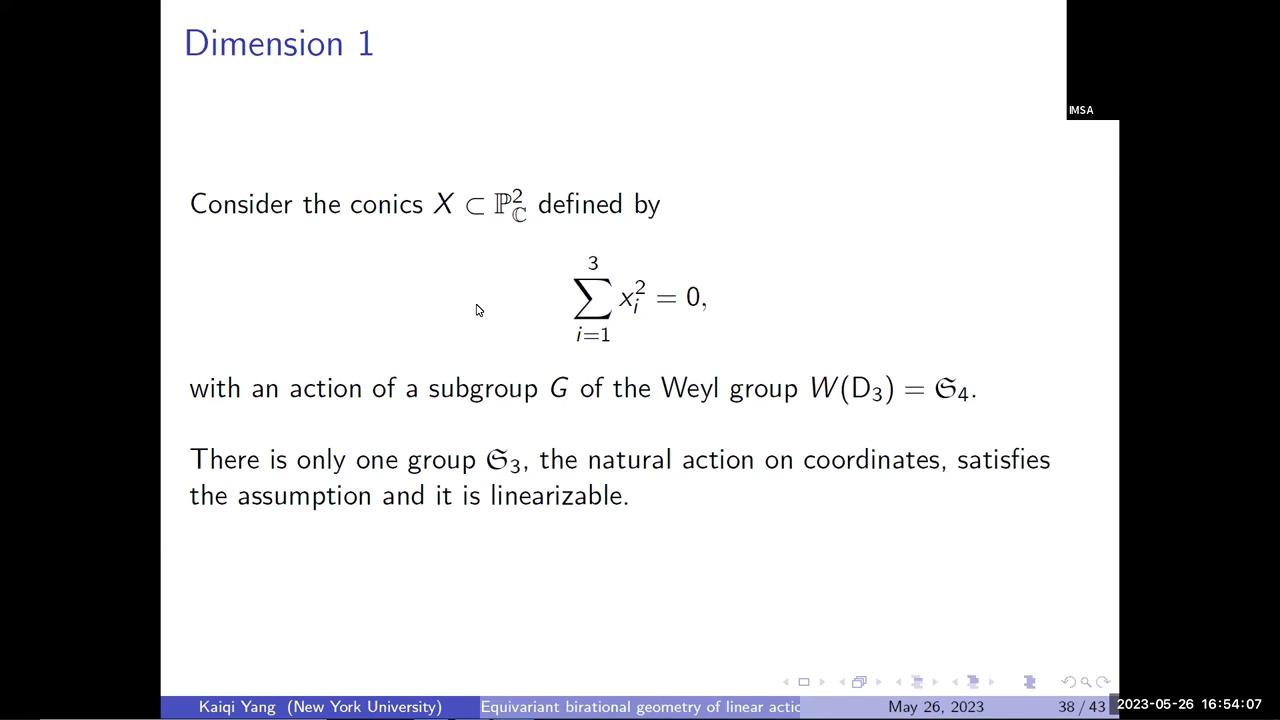 Dimension 1
IMSA
Consider the conics X ⊂ ℙ²_ℂ defined by
3
∑ x_i^2 = 0,
i=1
with an action of a subgroup G of the Weyl group W(D₃) = 𝔖₄.
There is only one group 𝔖₃, the natural action on coordinates, satisfies
the assumption and it is linearizable.
Kaiqi Yang (New York University) Equivariant birational geometry of linear actio May 26, 2023 38 / 43
2023-05-26 16:54:07